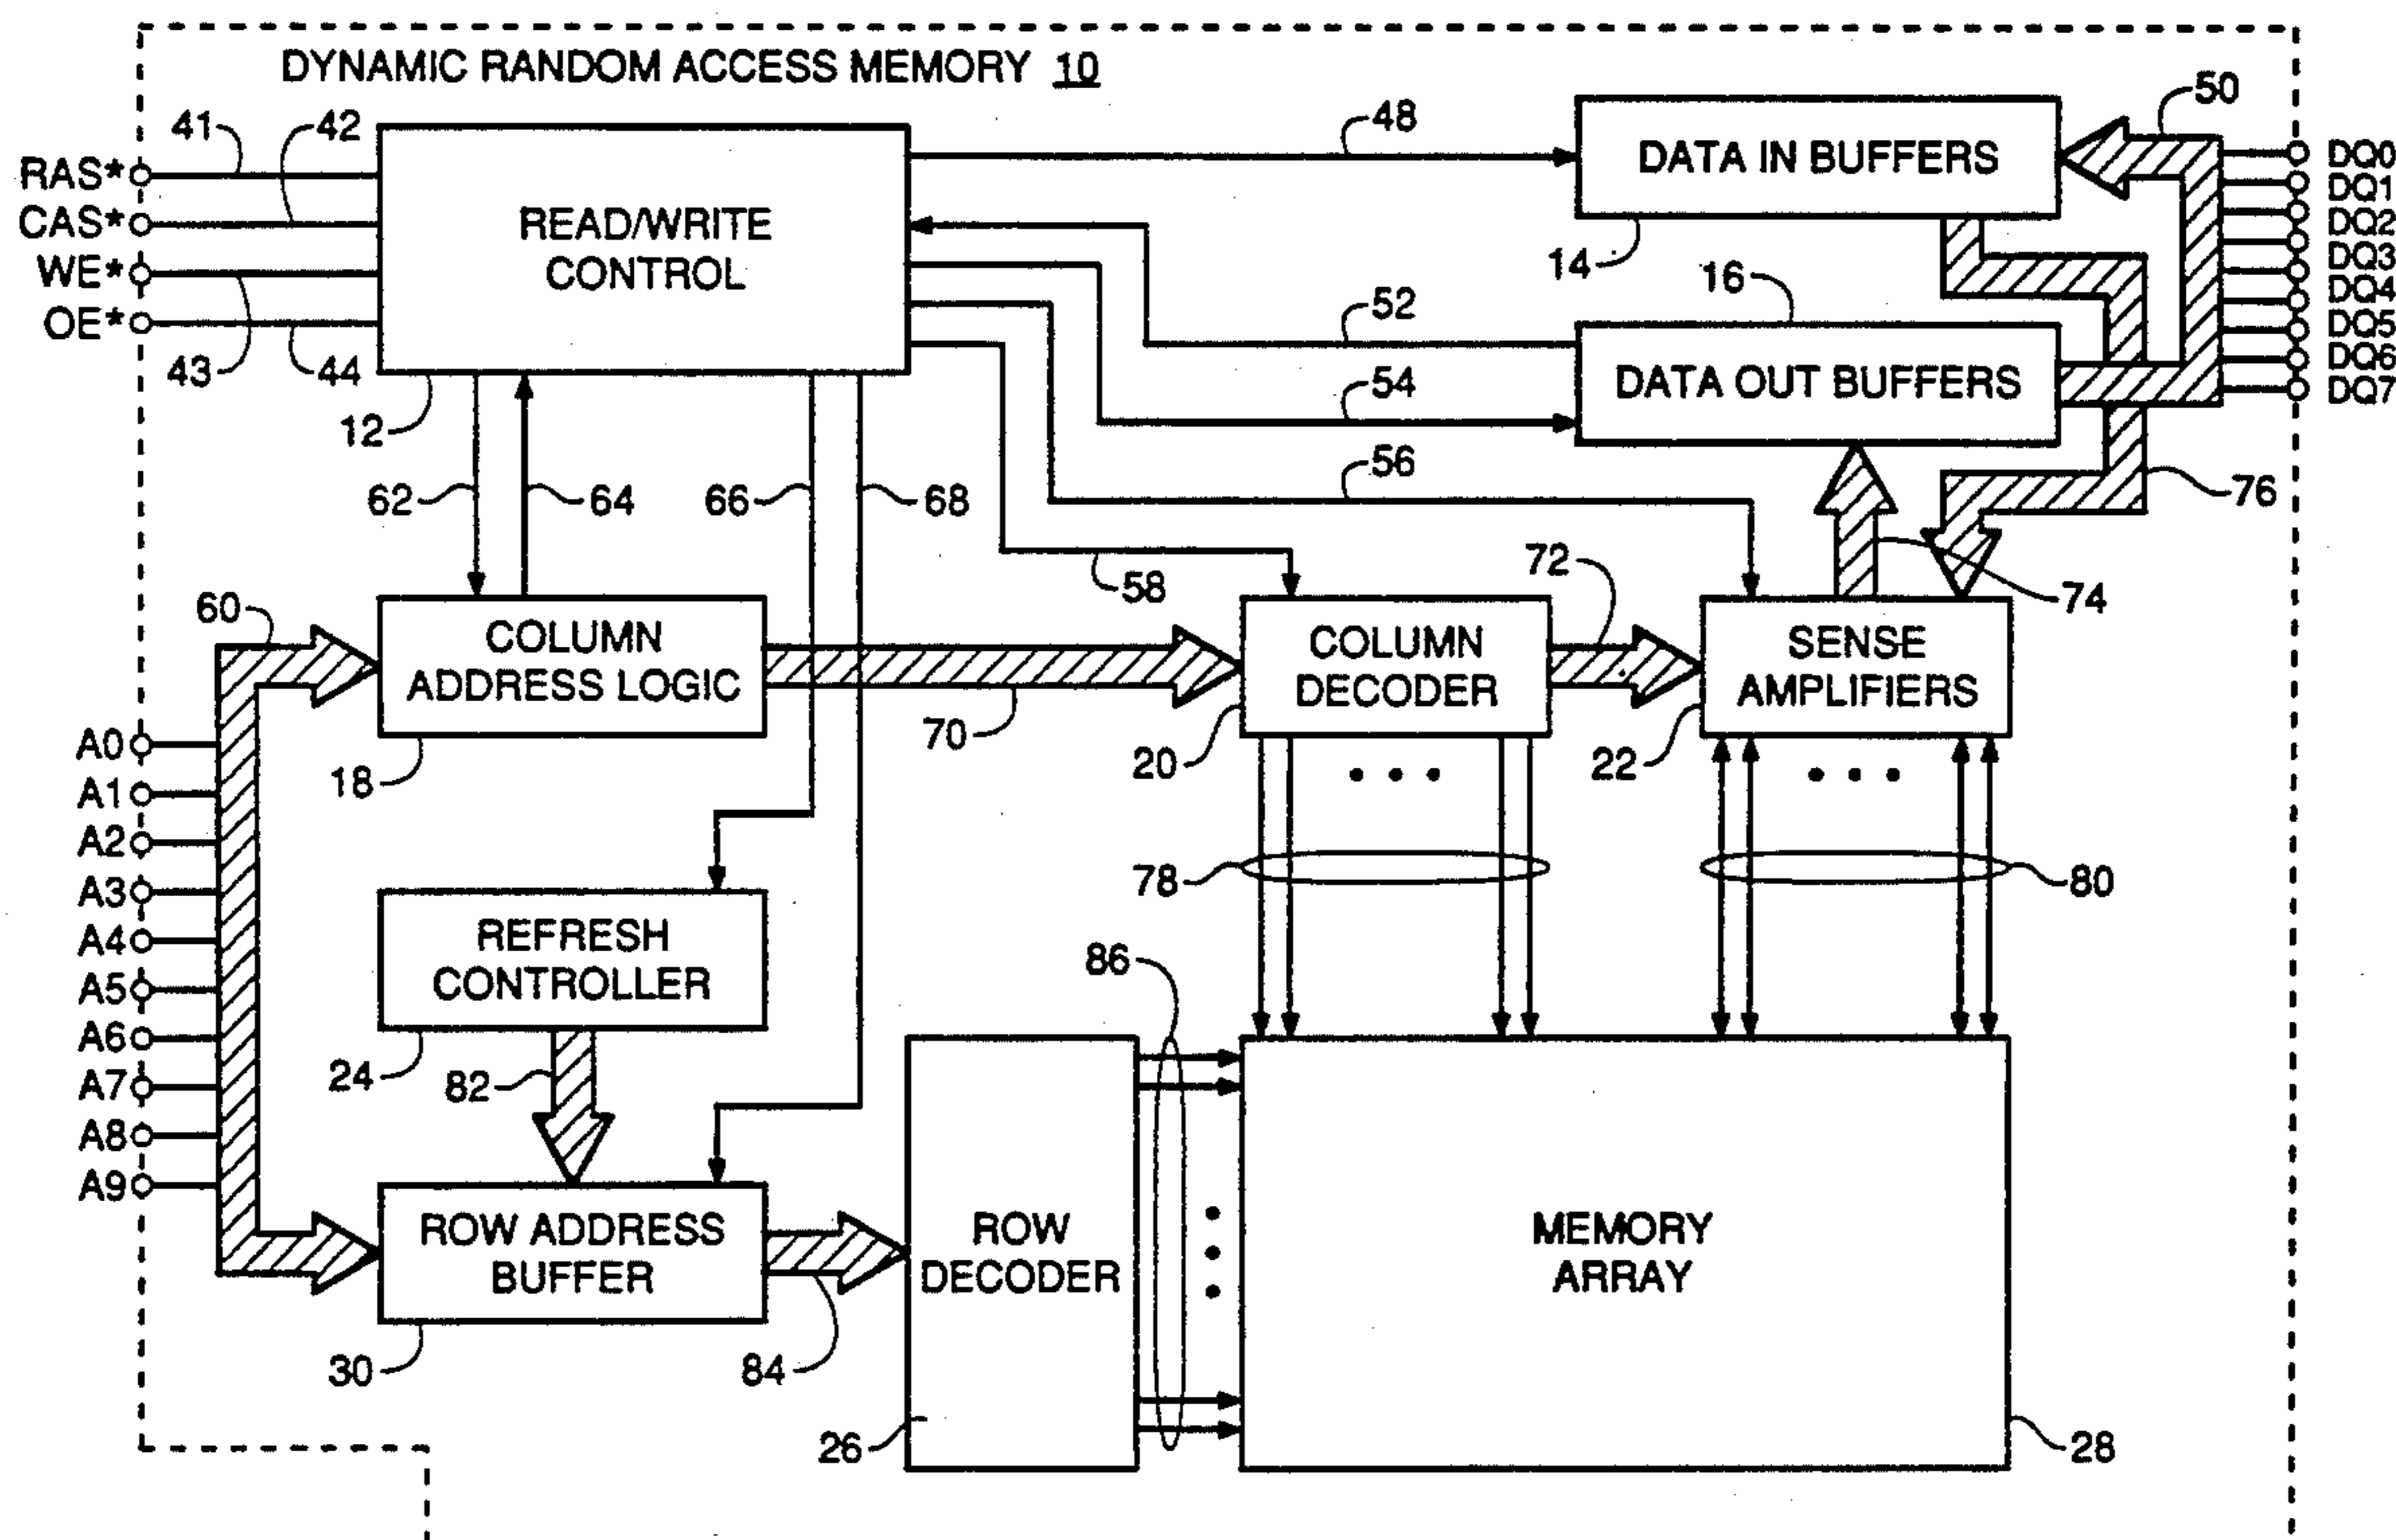 DYNAMIC RANDOM ACCESS MEMORY 10
41
42
48
50
RAS*
CAS*
WE*
OE*
43
44
READ/WRITE
CONTROL
12
DATA IN BUFFERS
14
16
DATA OUT BUFFERS
DQ0
DQ1
DQ2
DQ3
DQ4
DQ5
DQ6
DQ7
52
54
56
58
62
64
66
68
72
74
76
60
COLUMN
ADDRESS LOGIC
18
70
COLUMN
DECODER
20
SENSE
AMPLIFIERS
22
A0
A1
A2
A3
A4
A5
A6
A7
A8
A9
78
80
REFRESH
CONTROLLER
24
82
86
ROW ADDRESS
BUFFER
30
84
ROW
DECODER
26
MEMORY
ARRAY
28